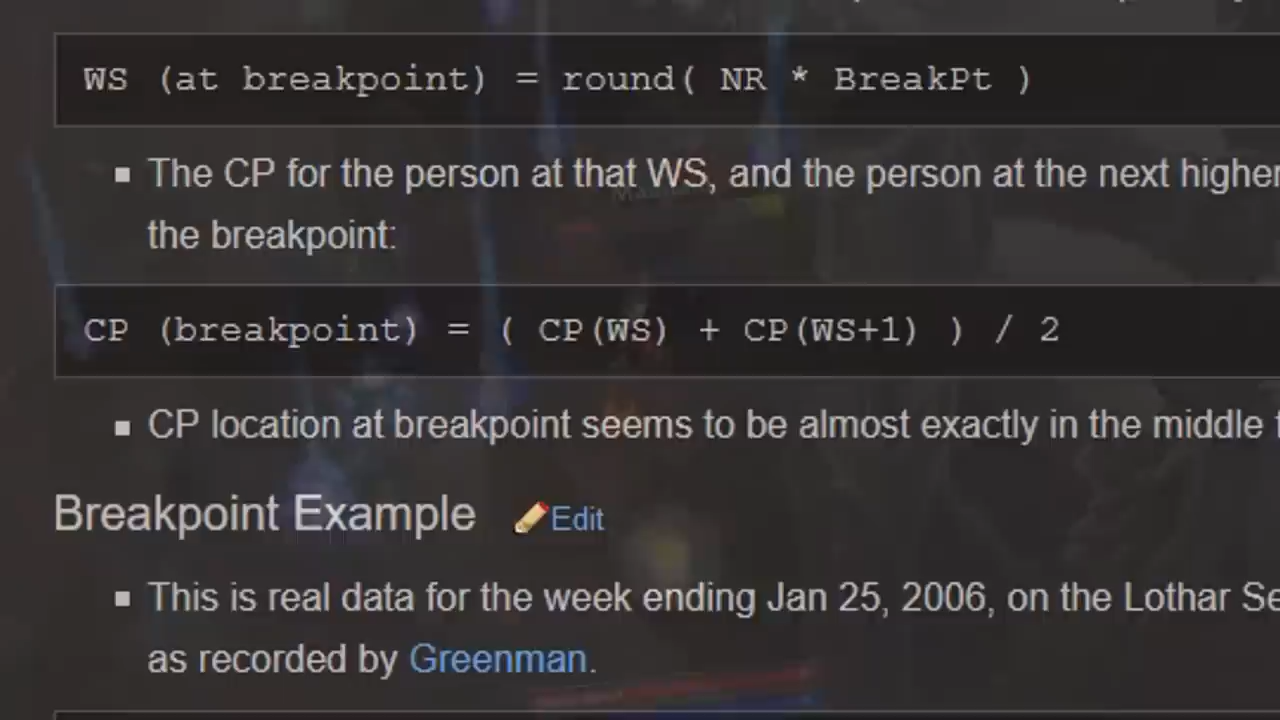 WS (at breakpoint) = round( NR * BreakPt )
The CP for the person at that WS, and the person at the next higher
the breakpoint:
CP (breakpoint) = ( CP(WS) + CP(WS+1) ) / 2
CP location at breakpoint seems to be almost exactly in the middle
Breakpoint Example Edit
This is real data for the week ending Jan 25, 2006, on the Lothar Se
as recorded by Greenman.